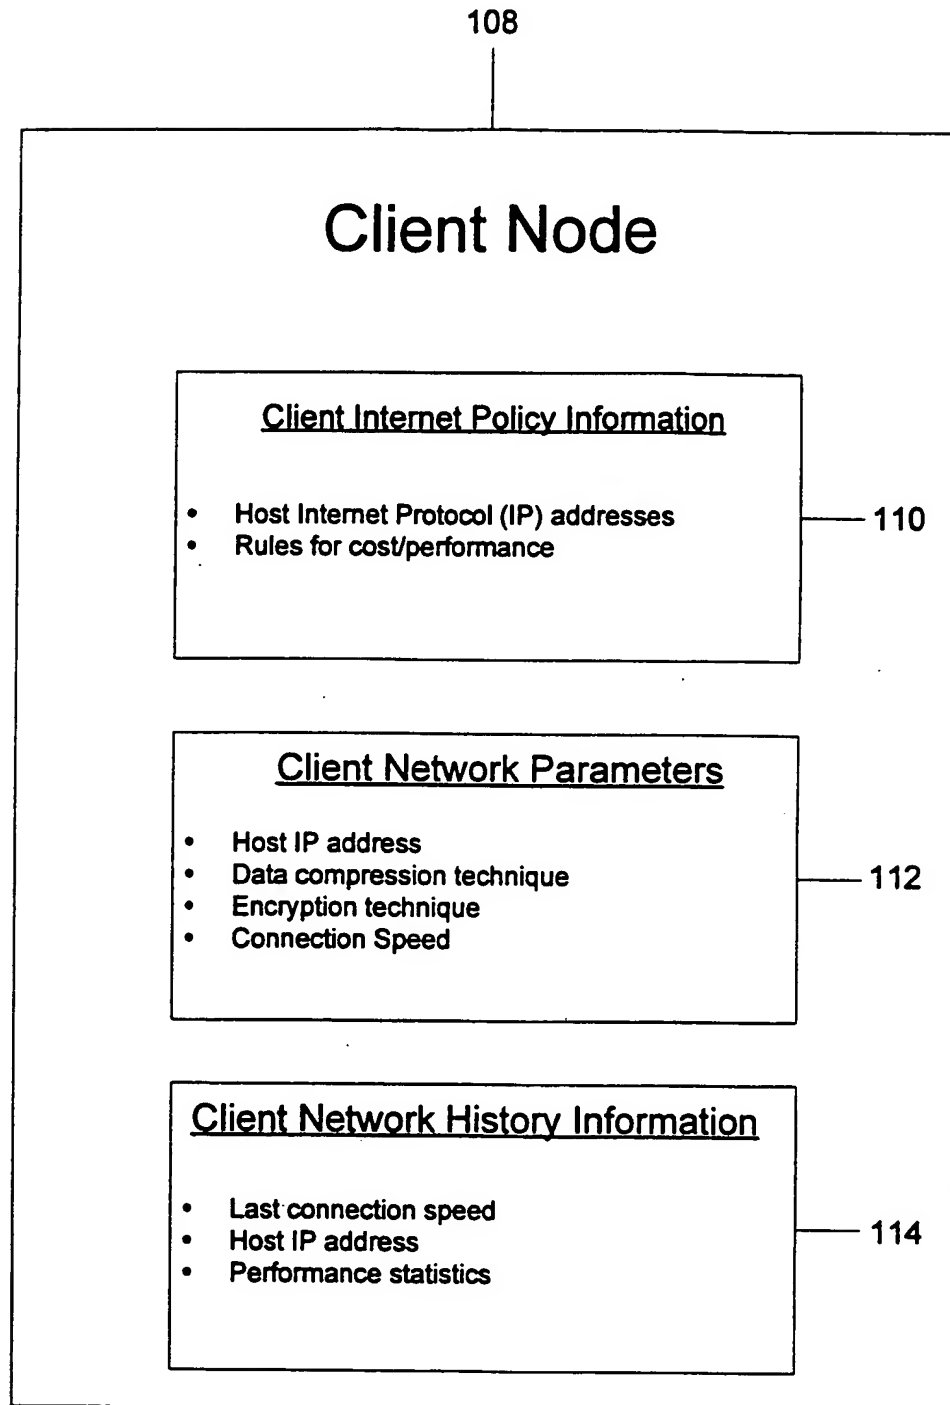 108
Client Node
Client Internet Policy Information
• Host Internet Protocol (IP) addresses
• Rules for cost/performance
110
Client Network Parameters
• Host IP address
• Data compression technique
• Encryption technique
• Connection Speed
112
Client Network History Information
• Last connection speed
• Host IP address
• Performance statistics
114